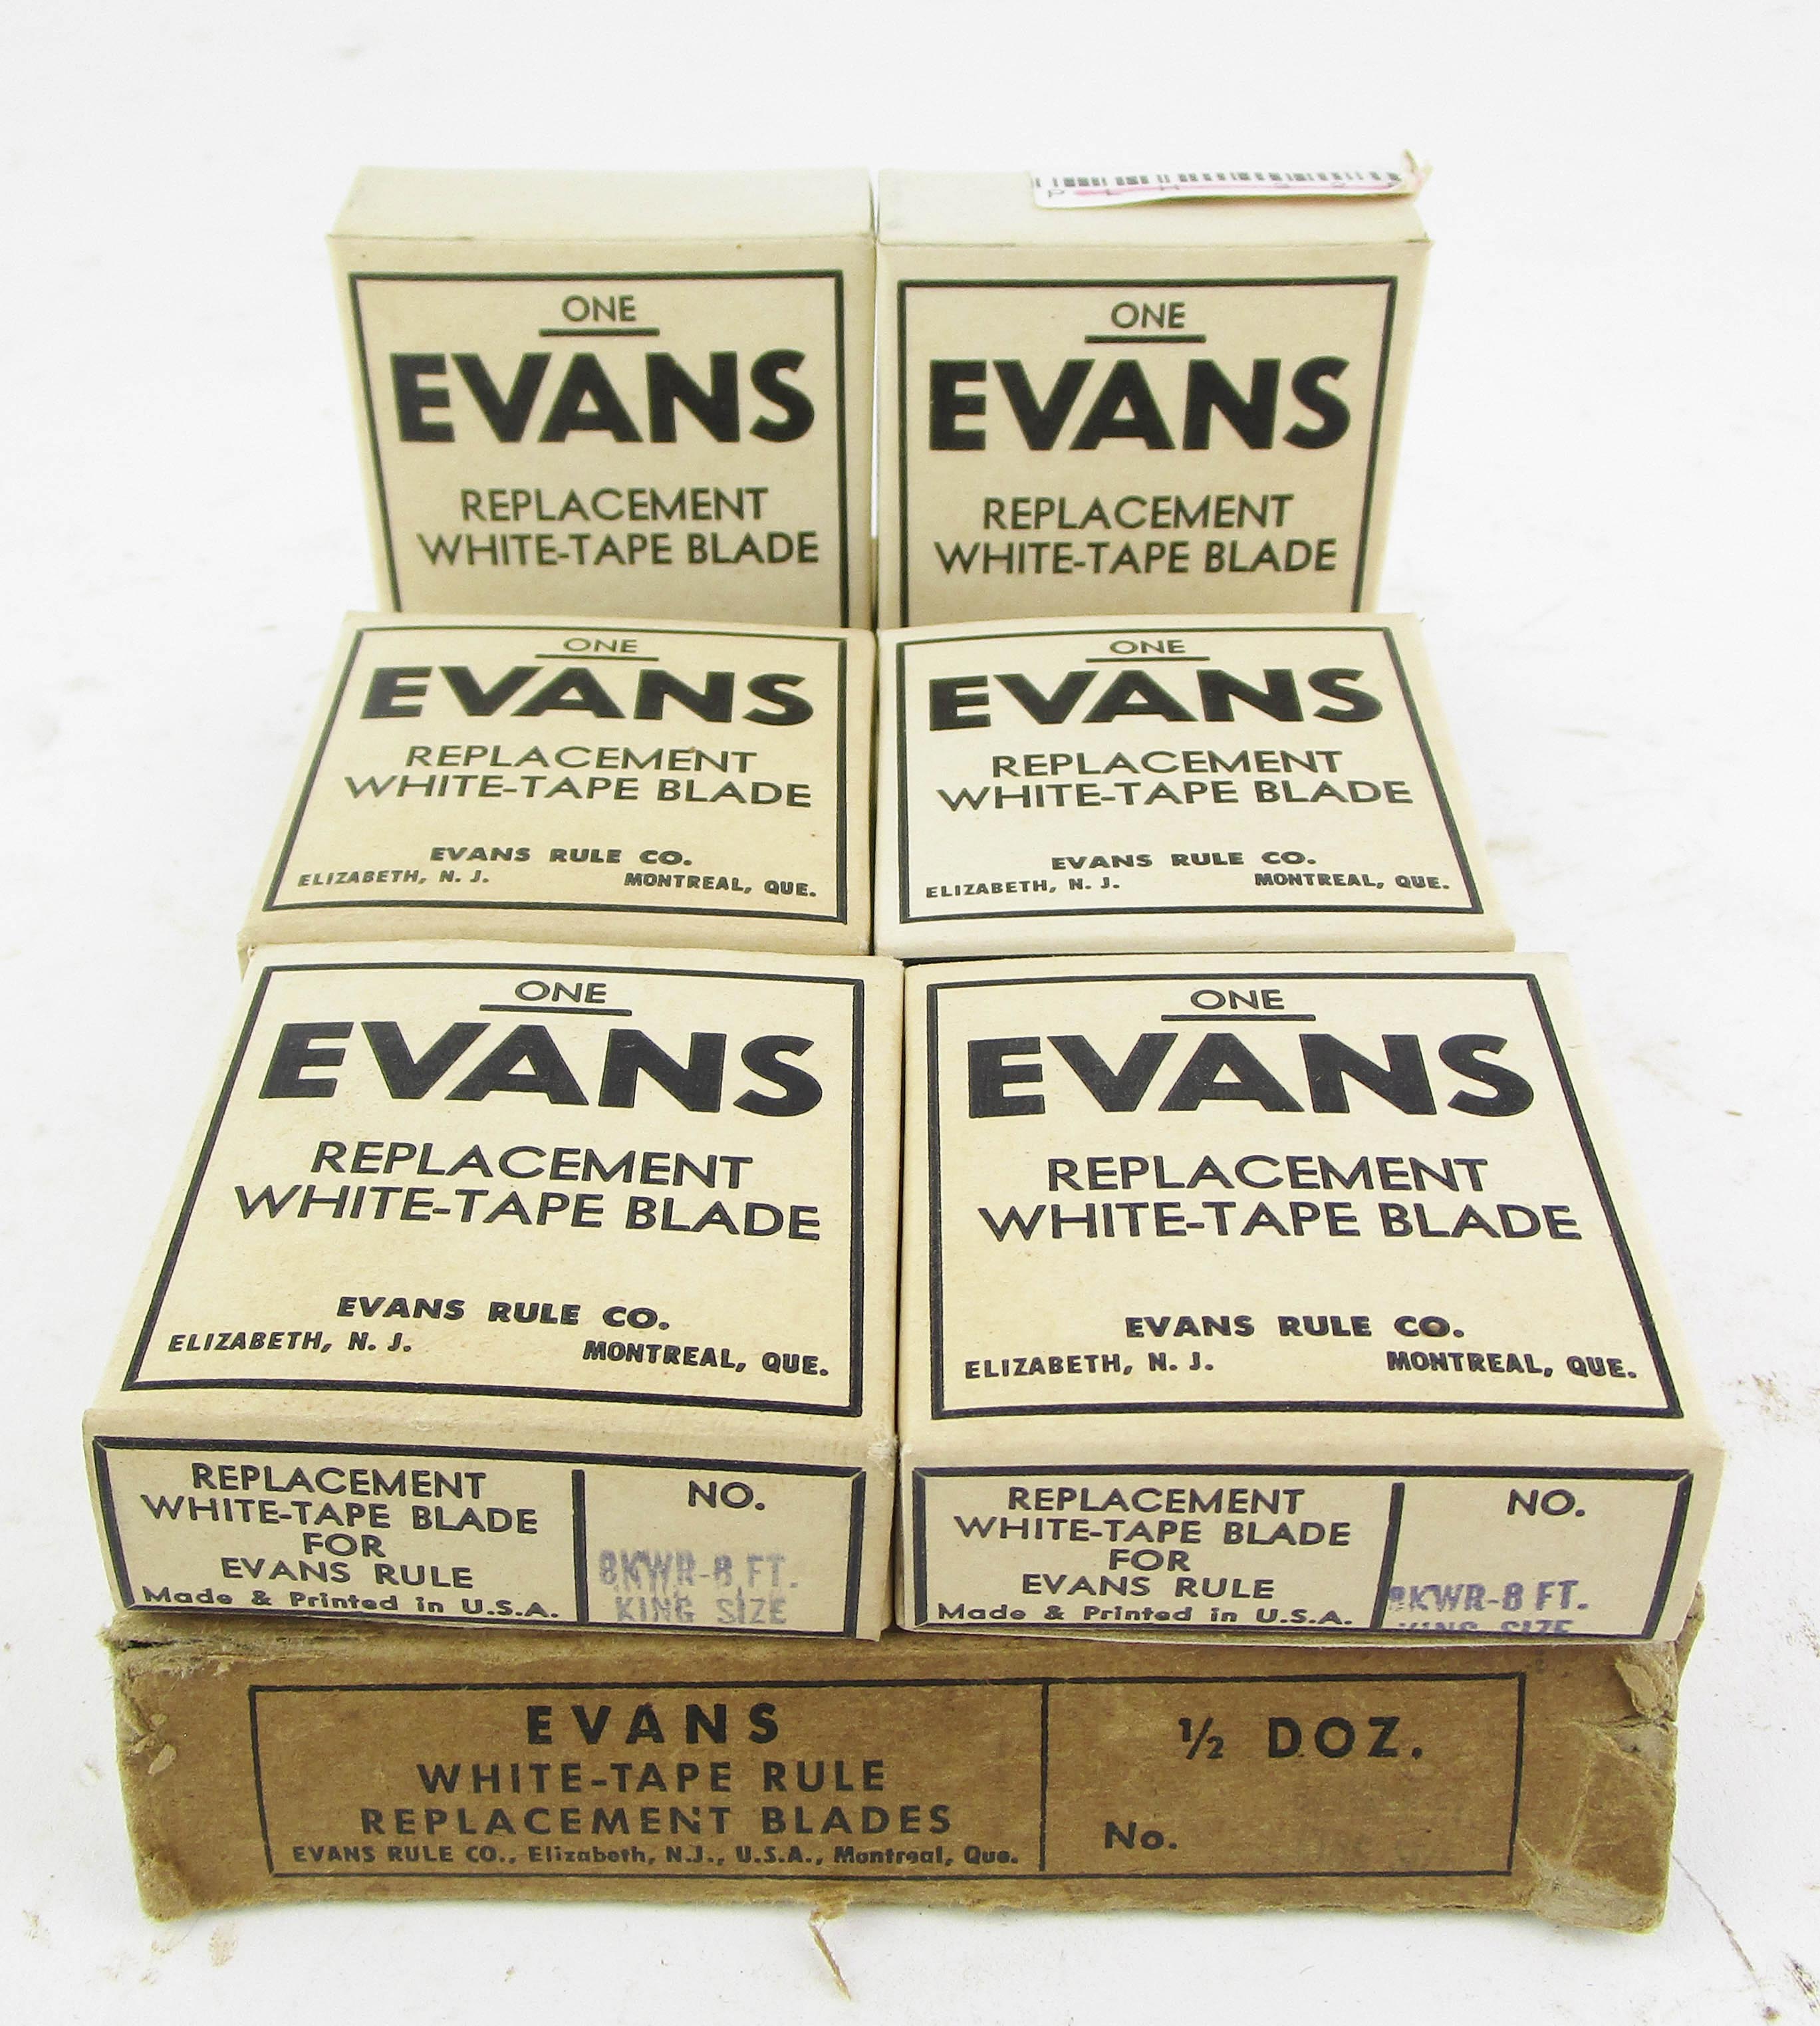 ONE
EVANS
REPLACEMENT
WHITE-TAPE BLADE
ONE
EVANS
REPLACEMENT
WHITE-TAPE BLADE
ONE
EVANS
REPLACEMENT
WHITE-TAPE BLADE
EVANS RULE CO.
ELIZABETH, N. J. MONTREAL, QUE.
ONE
EVANS
REPLACEMENT
WHITE-TAPE BLADE
EVANS RULE CO.
ELIZABETH, N. J. MONTREAL, QUE.
ONE
EVANS
REPLACEMENT
WHITE-TAPE BLADE
EVANS RULE CO.
ELIZABETH, N. J. MONTREAL, QUE.
REPLACEMENT
WHITE-TAPE BLADE
FOR
EVANS RULE
Made & Printed in U.S.A.
NO.
8KWR-8 FT.
KING SIZE
ONE
EVANS
REPLACEMENT
WHITE-TAPE BLADE
EVANS RULE CO.
ELIZABETH, N. J. MONTREAL, QUE.
REPLACEMENT
WHITE-TAPE BLADE
FOR
EVANS RULE
Made & Printed in U.S.A.
NO.
8KWR-8 FT.
KING SIZE
EVANS
WHITE-TAPE RULE
REPLACEMENT BLADES
EVANS RULE CO., Elizabeth, N.J., U.S.A., Montreal, Que.
½ DOZ.
No.